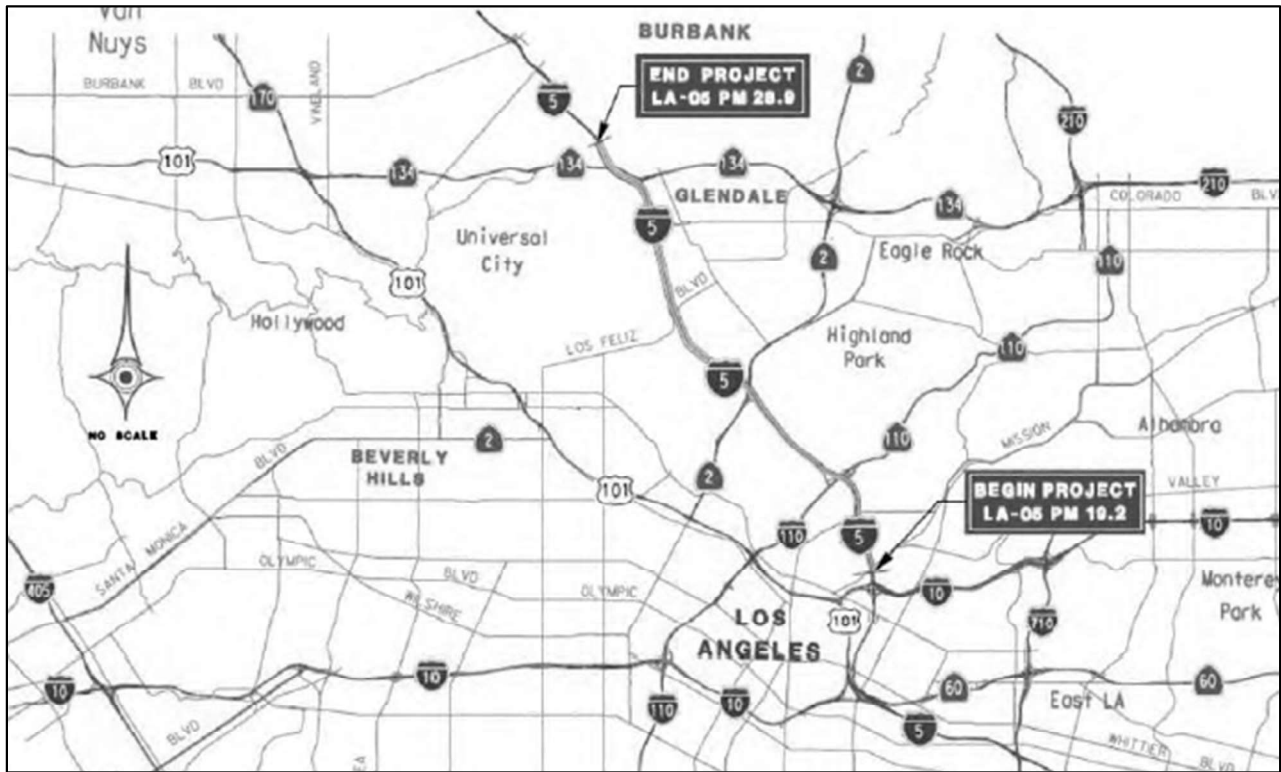 Van
Nuys
BURBANK
END PROJECT
LA-05 PM 28.9
2
5
170
VINELAND
BURBANK BLVD
210
101
134
134
134
GLENDALE
134
210
COLORADO BLV
5
Universal
City
2
Eagle Rock
110
101
BLVD
Hollywood
LOS FELIZ
Highland
Park
110
5
NO SCALE
MISSION
Alhambra
110
2
BLVD
BEVERLY
HILLS
2
101
BEGIN PROJECT
LA-05 PM 19.2
VALLEY
10
110
5
SANTA MONICA
OLYMPIC
BLVD
WILSHIRE
OLYMPIC
405
10
Monterey
Park
LOS
ANGELES
101
710
10
10
110
10
60
East LA
60
5
BLVD
WHITTIER
BLVD
EA